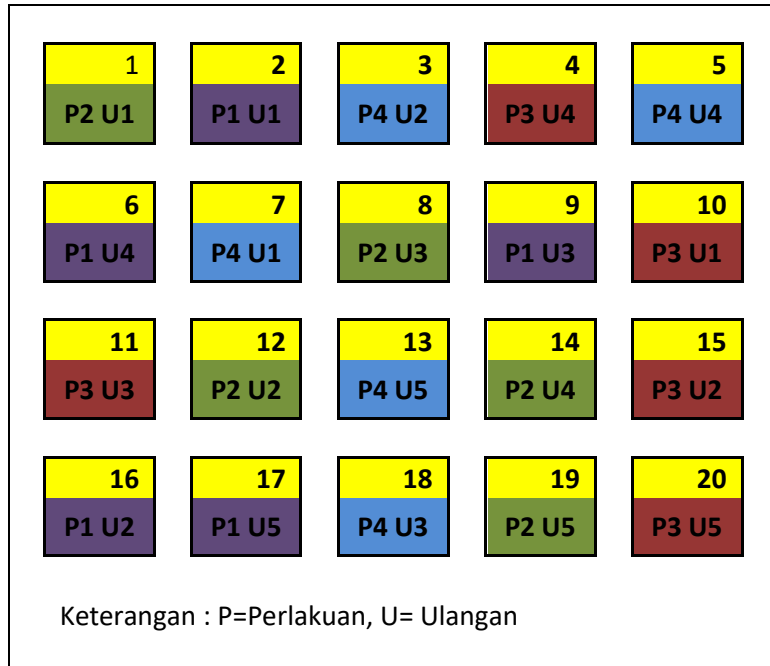 1 2 3 4 5
P2 U1 P1 U1 P4 U2 P3 U4 P4 U4
6 7 8 9 10
P1 U4 P4 U1 P2 U3 P1 U3 P3 U1
11 12 13 14 15
P3 U3 P2 U2 P4 U5 P2 U4 P3 U2
16 17 18 19 20
P1 U2 P1 U5 P4 U3 P2 U5 P3 U5
Keterangan : P=Perlakuan, U= Ulangan